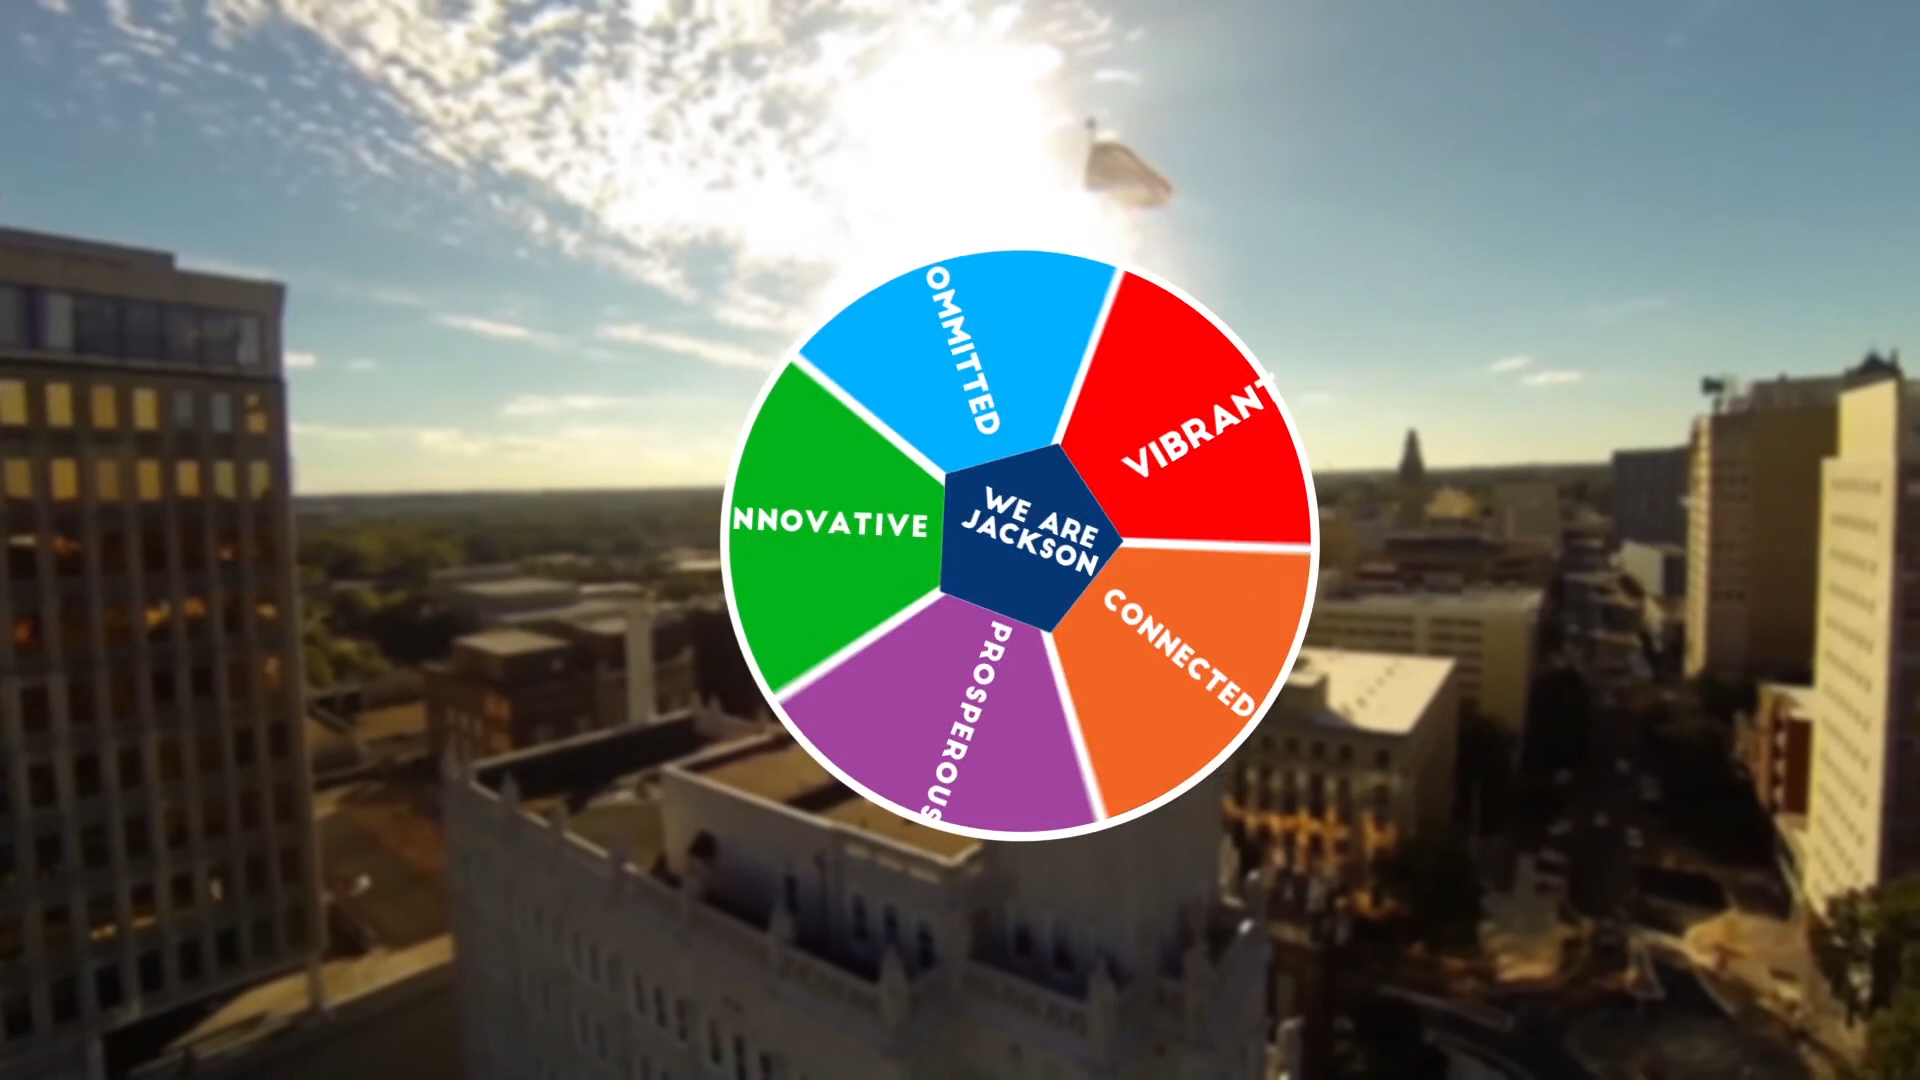 WE ARE
JACKSON
OMMITTED
VIBRANT
CONNECTED
PROSPEROUS
NNOVATIVE